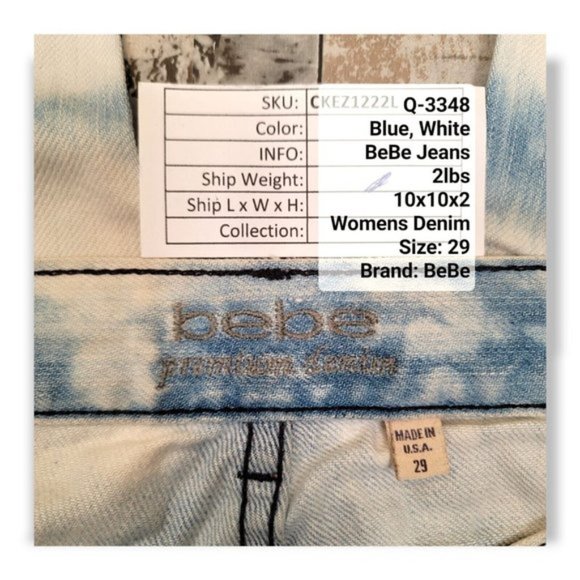 SKU: CKEZ1222L Q-3348
Color: Blue, White
INFO: BeBe Jeans
Ship Weight: 2lbs
Ship L x W x H: 10x10x2
Collection: Womens Denim
Size: 29
Brand: BeBe
bebe
premium denim
MADE IN
U.S.A.
29